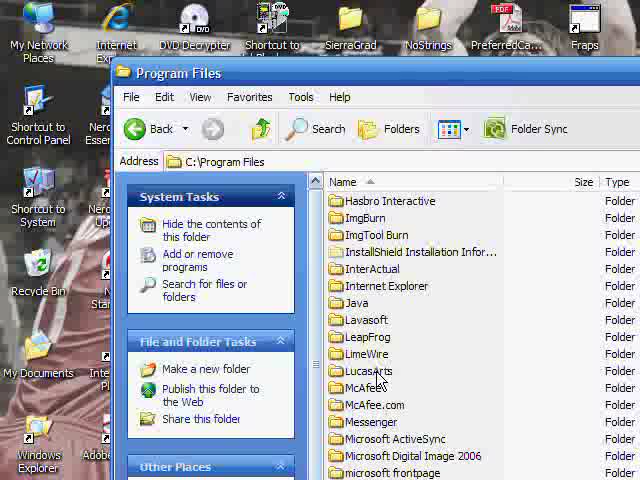 My Network
Places
Internet
DVD Decrypter
Shortcut to
SierraGrad
NoStrings
PreferredCa...
Fraps
Program Files
File Edit View Favorites Tools Help
Back Search Folders Folder Sync
Address C:\Program Files
Shortcut to
Control Panel
Shortcut to
System
Recycle Bin
My Documents
Windows
Explorer
System Tasks
Hide the contents of
this folder
Add or remove
programs
Search for files or
folders
File and Folder Tasks
Make a new folder
Publish this folder to
the Web
Share this folder
Other Places
Name Size Type
Hasbro Interactive Folder
ImgBurn Folder
ImgTool Burn Folder
InstallShield Installation Infor... Folder
InterActual Folder
Internet Explorer Folder
Java Folder
Lavasoft Folder
LeapFrog Folder
LimeWire Folder
LucasArts Folder
McAfee Folder
McAfee.com Folder
Messenger Folder
Microsoft ActiveSync Folder
Microsoft Digital Image 2006 Folder
microsoft frontpage Folder